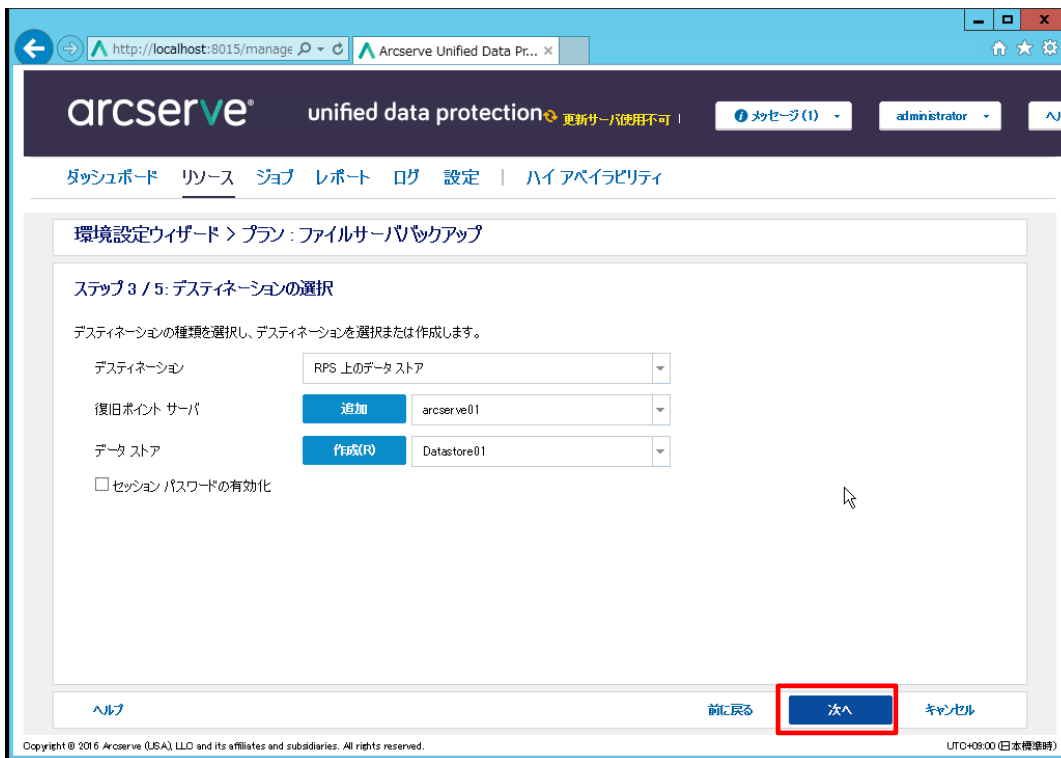 http://localhost:8015/manage Arcserve Unified Data Pr...
arcserve® unified data protection 更新サーバ使用不可 | メッセージ (1) administrator ヘル
ダッシュボード リソース ジョブ レポート ログ 設定 | ハイ アベイラビリティ
環境設定ウィザード > プラン : ファイルサーババックアップ
ステップ 3 / 5: デスティネーションの選択
デスティネーションの種類を選択し、デスティネーションを選択または作成します。
デスティネーション RPS 上のデータ ストア
復旧ポイント サーバ 追加 arcserve01
データ ストア 作成(R) Datastore01
セッション パスワードの有効化
ヘルプ 前に戻る 次へ キャンセル
Copyright © 2016 Arcserve (USA), LLC and its affiliates and subsidiaries. All rights reserved. UTC+09:00 (日本標準時)